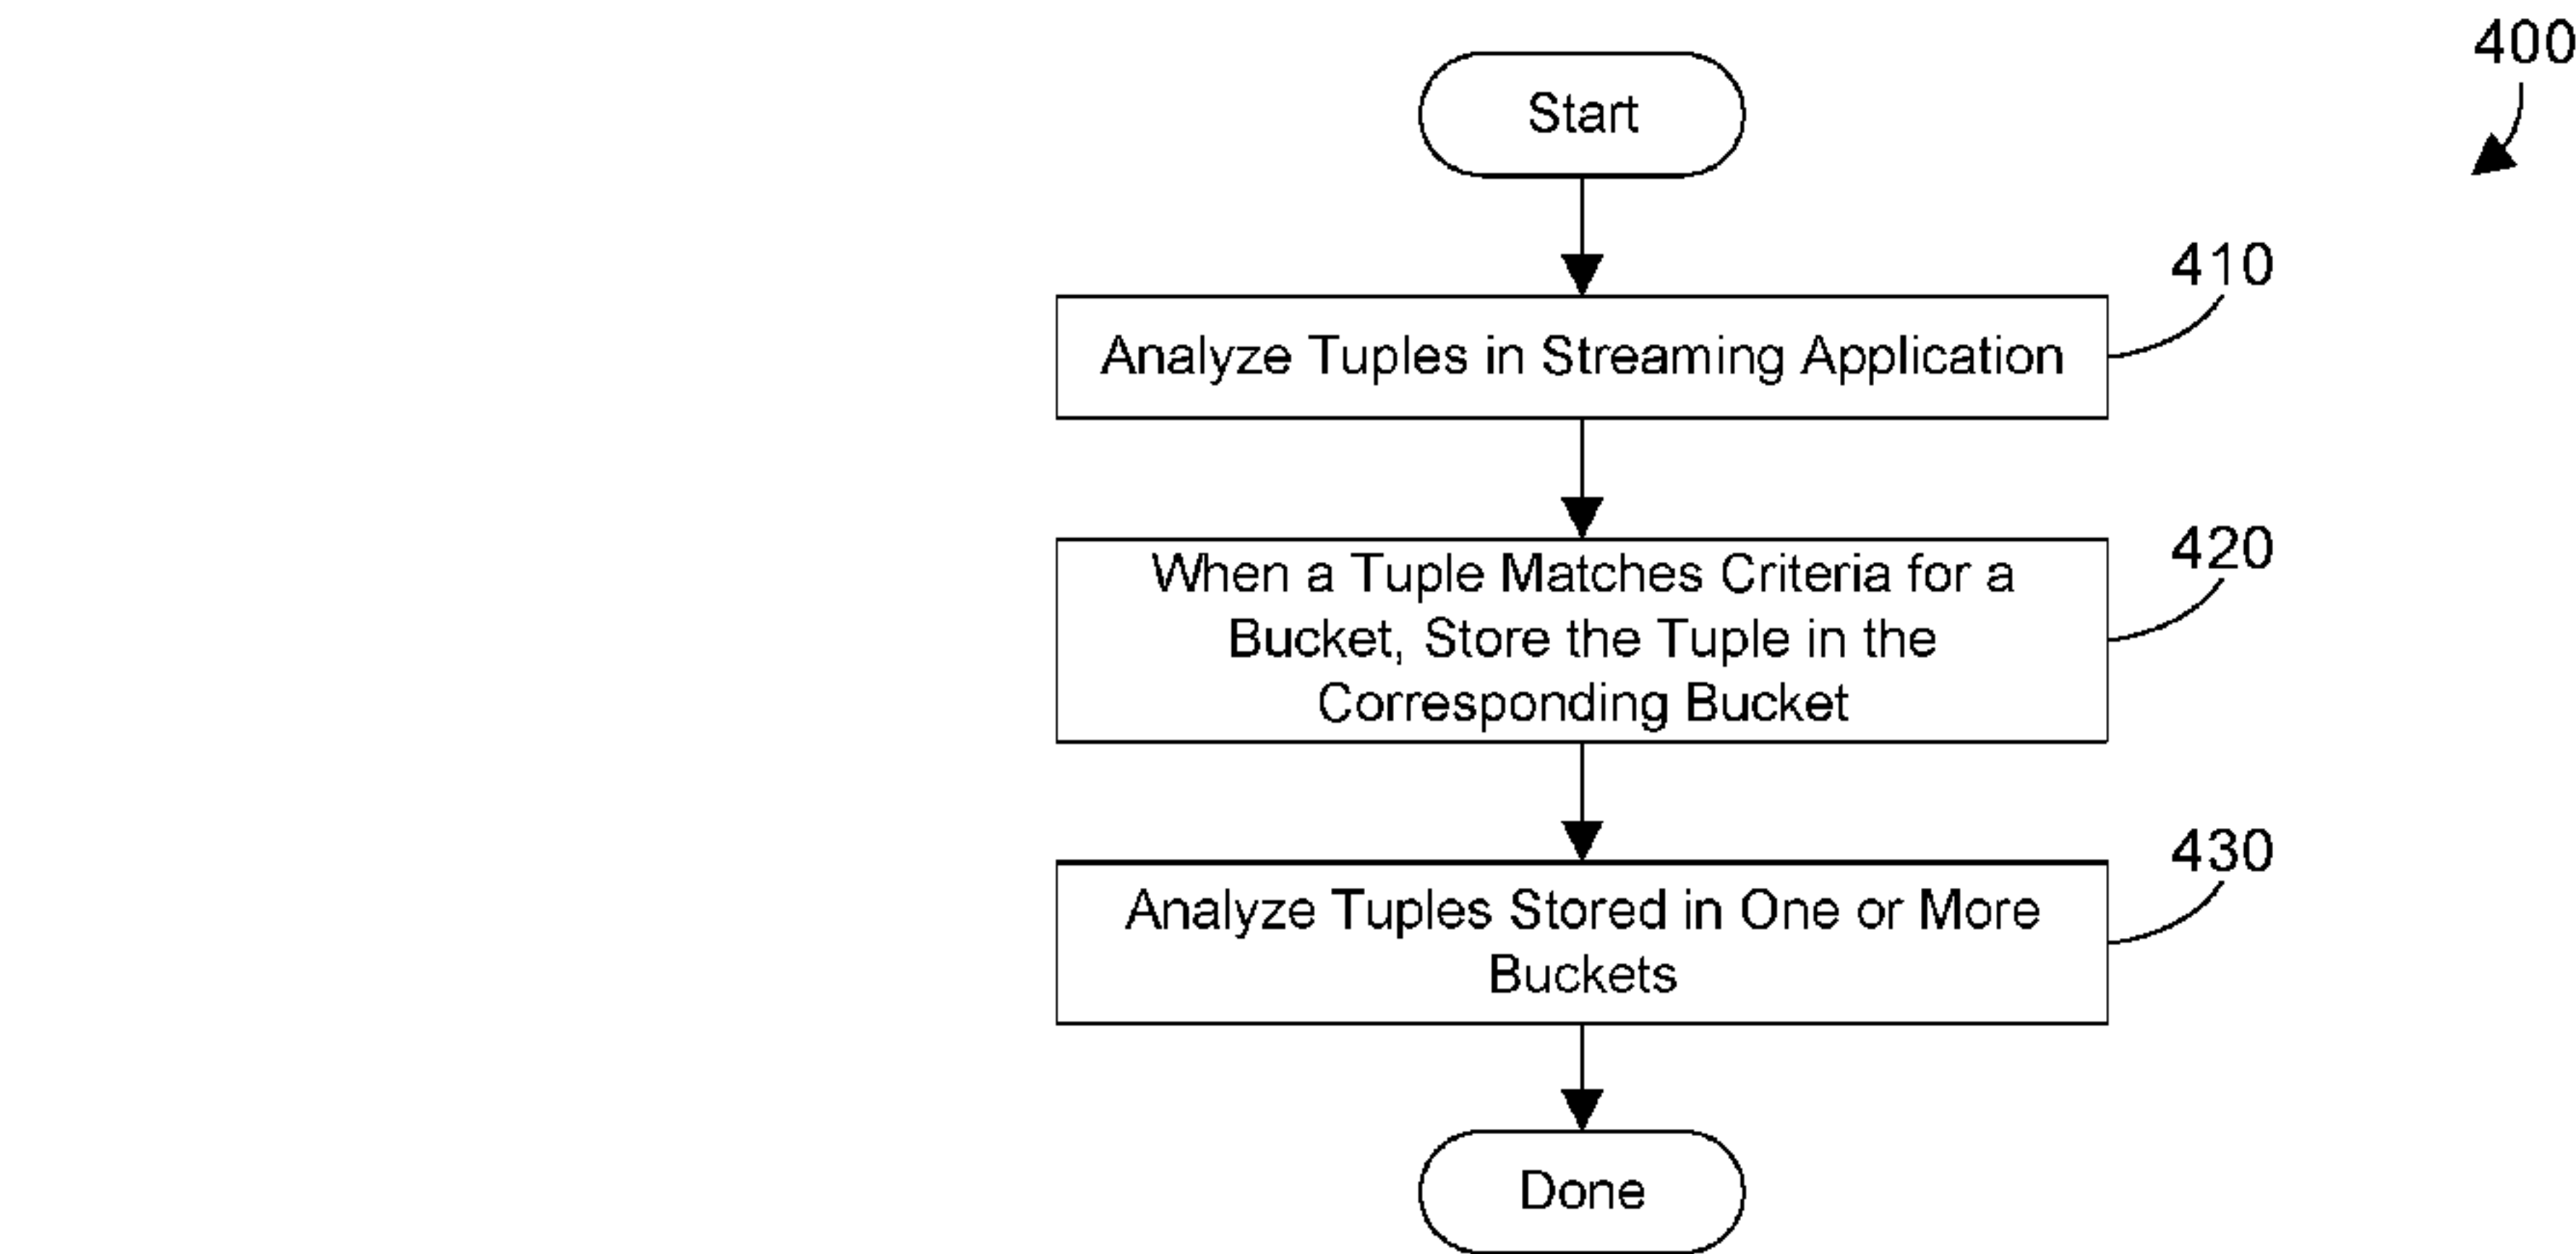 400
Start
410
Analyze Tuples in Streaming Application
420
When a Tuple Matches Criteria for a
Bucket, Store the Tuple in the
Corresponding Bucket
430
Analyze Tuples Stored in One or More
Buckets
Done